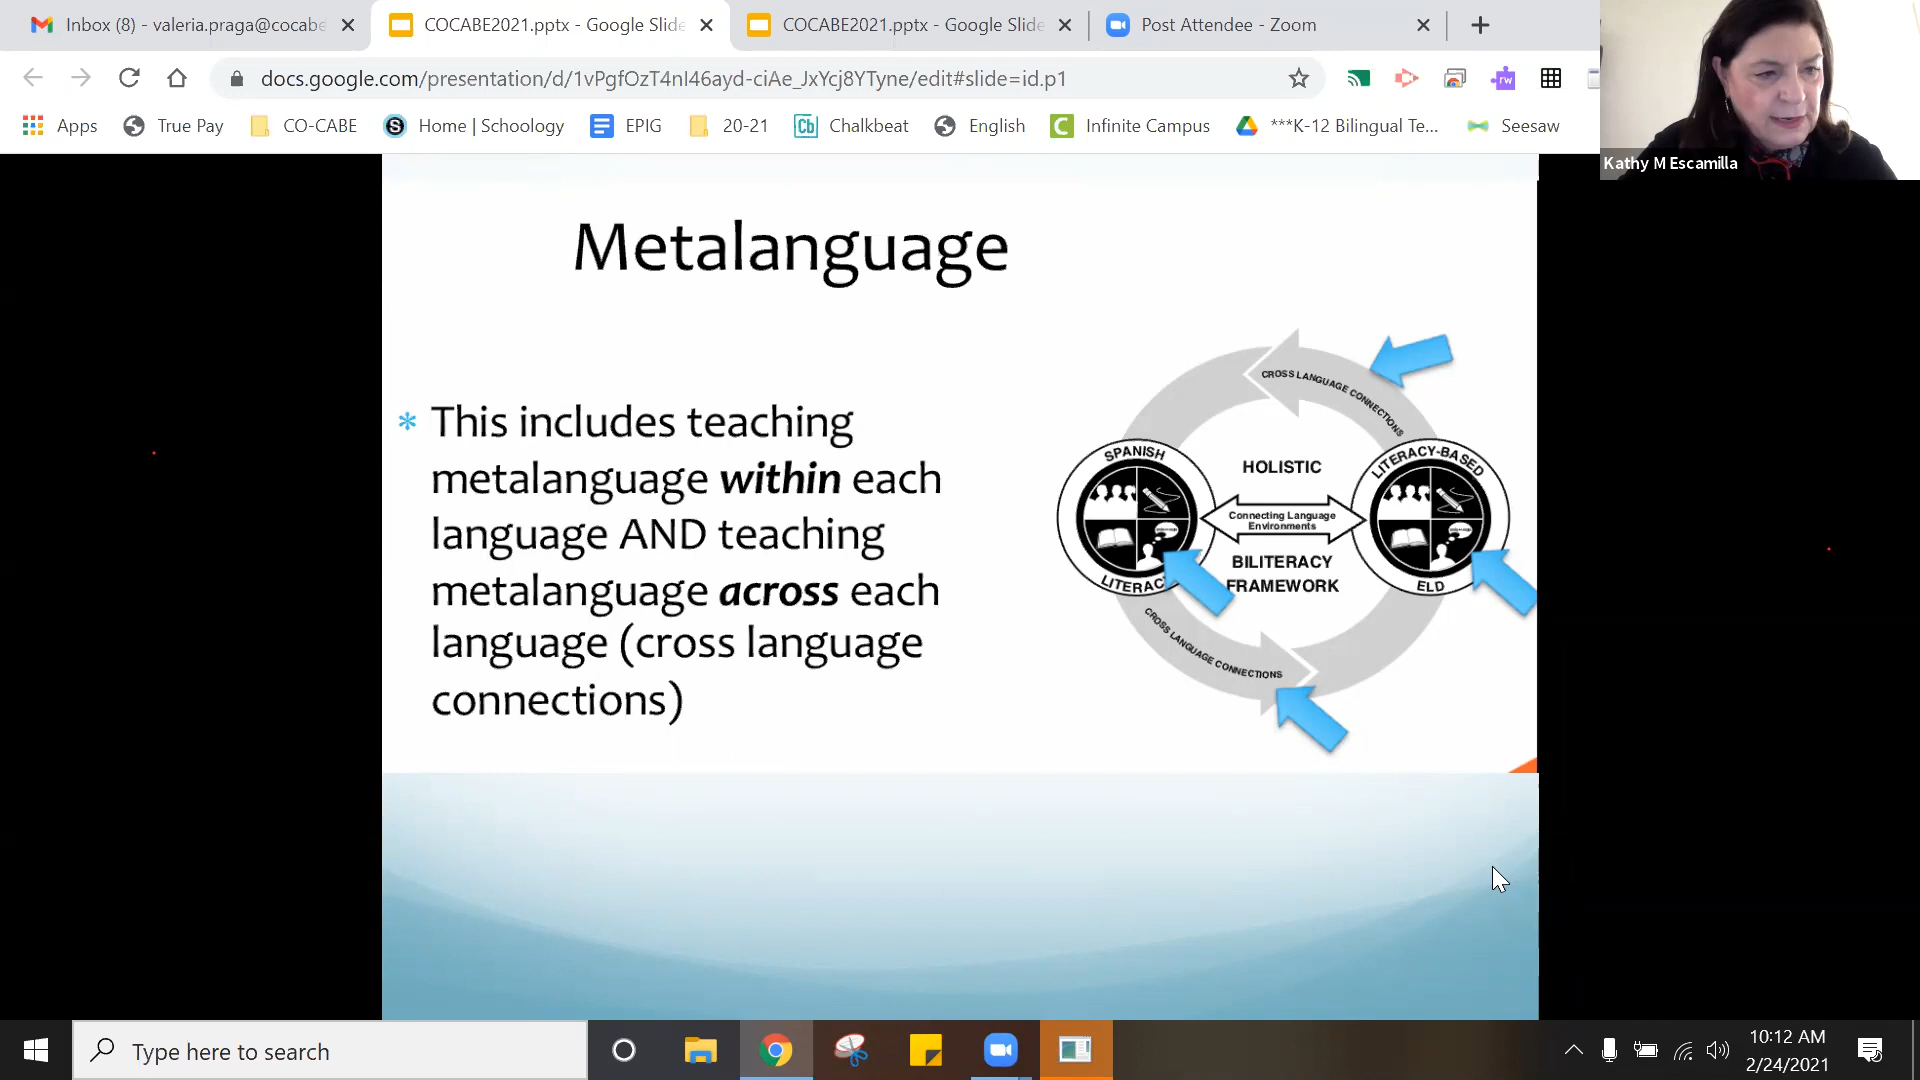 Inbox (8) - valeria.praga@cocabe
COCABE2021.pptx - Google Slide
COCABE2021.pptx - Google Slide
Post Attendee - Zoom
docs.google.com/presentation/d/1vPgfOzT4nI46ayd-ciAe_JxYcj8YTyne/edit#slide=id.p1
Apps
True Pay
CO-CABE
Home | Schoology
EPIG
20-21
Chalkbeat
English
Infinite Campus
***K-12 Bilingual Te...
Seesaw
Kathy M Escamilla
Metalanguage
This includes teaching
metalanguage within each
language AND teaching
metalanguage across each
language (cross language
connections)
CROSS LANGUAGE CONNECTIONS
SPANISH
LITERAC
HOLISTIC
Connecting Language
Environments
BILITERACY
FRAMEWORK
LITERACY-BASED
ELD
CROSS LANGUAGE CONNECTIONS
Type here to search
10:12 AM
2/24/2021